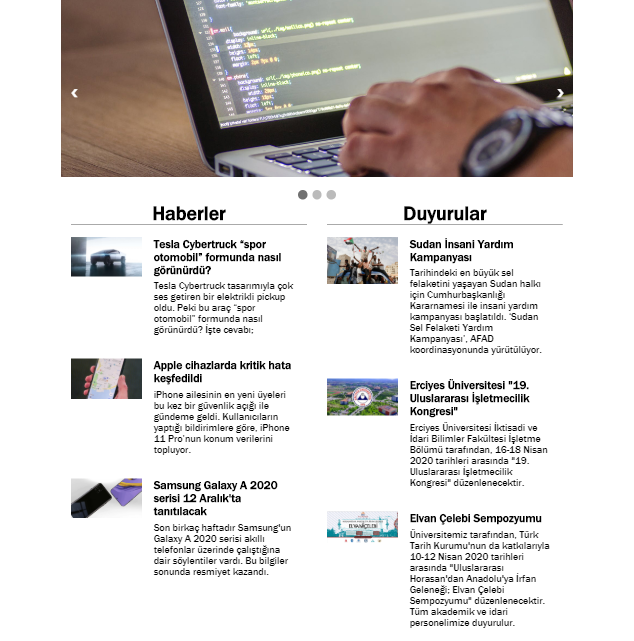 Haberler
Tesla Cybertruck “spor
otomobil” formunda nasıl
görünürdü?
Tesla Cybertruck tasarımıyla çok
ses getiren bir elektrikli pickup
oldu. Peki bu araç “spor
otomobil” formunda nasıl
görünürdü? İşte cevabı;
Apple cihazlarda kritik hata
keşfedildi
iPhone ailesinin en yeni üyeleri
bu kez bir güvenlik açığı ile
gündeme geldi. Kullanıcıların
yaptığı bildirimlere göre, iPhone
11 Pro’nun konum verilerini
topluyor.
Samsung Galaxy A 2020
serisi 12 Aralık'ta
tanıtılacak
Son birkaç haftadır Samsung'un
Galaxy A 2020 serisi akıllı
telefonlar üzerinde çalıştığına
dair söylentiler vardı. Bu bilgiler
sonunda resmiyet kazandı.
Duyurular
Sudan İnsani Yardım
Kampanyası
Tarihindeki en büyük sel
felaketini yaşayan Sudan halkı
için Cumhurbaşkanlığı
Kararnamesi ile insani yardım
kampanyası başlatıldı. ‘Sudan
Sel Felaketi Yardım
Kampanyası’, AFAD
koordinasyonunda yürütülüyor.
Erciyes Üniversitesi "19.
Uluslararası İşletmecilik
Kongresi"
Erciyes Üniversitesi İktisadi ve
İdari Bilimler Fakültesi İşletme
Bölümü tarafından, 16-18 Nisan
2020 tarihleri arasında "19.
Uluslararası İşletmecilik
Kongresi" düzenlenecektir.
Elvan Çelebi Sempozyumu
Üniversitemiz tarafından, Türk
Tarih Kurumu'nun da katkılarıyla
10-12 Nisan 2020 tarihleri
arasında "Uluslararası
Horasan'dan Anadolu'ya İrfan
Geleneği; Elvan Çelebi
Sempozyumu" düzenlenecektir.
Tüm akademik ve idari
personelimize duyurulur.